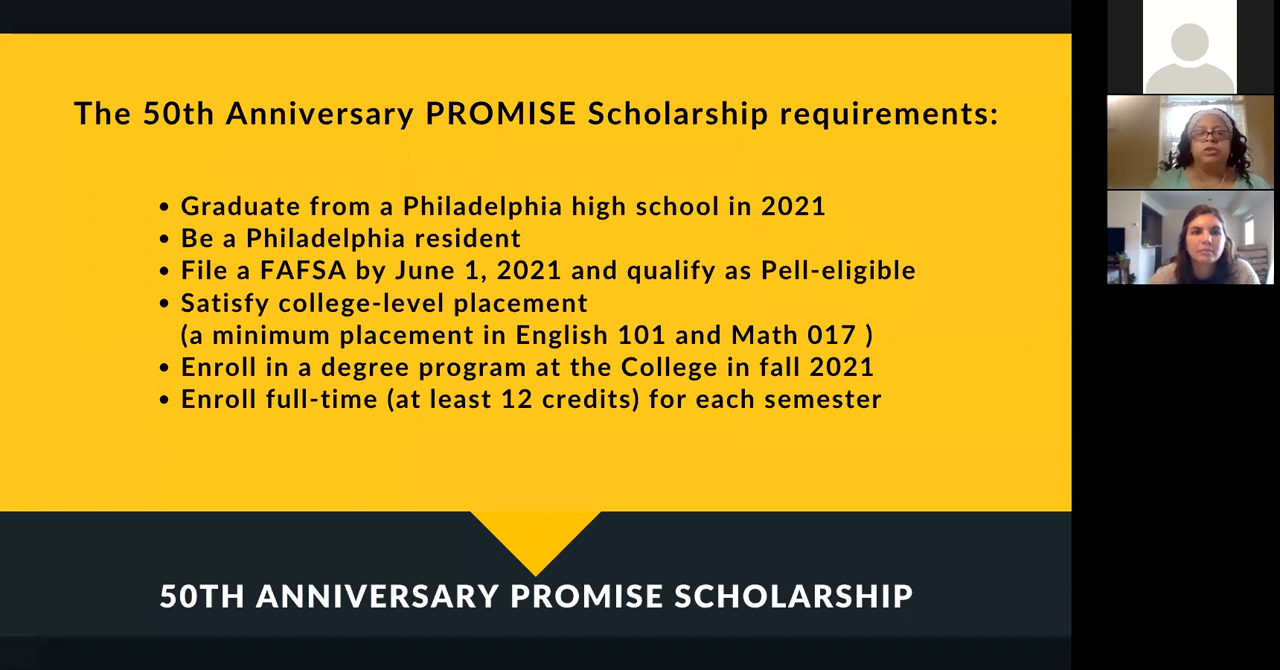 The 50th Anniversary PROMISE Scholarship requirements:
• Graduate from a Philadelphia high school in 2021
• Be a Philadelphia resident
• File a FAFSA by June 1, 2021 and qualify as Pell-eligible
• Satisfy college-level placement
(a minimum placement in English 101 and Math 017 )
• Enroll in a degree program at the College in fall 2021
• Enroll full-time (at least 12 credits) for each semester
50TH ANNIVERSARY PROMISE SCHOLARSHIP